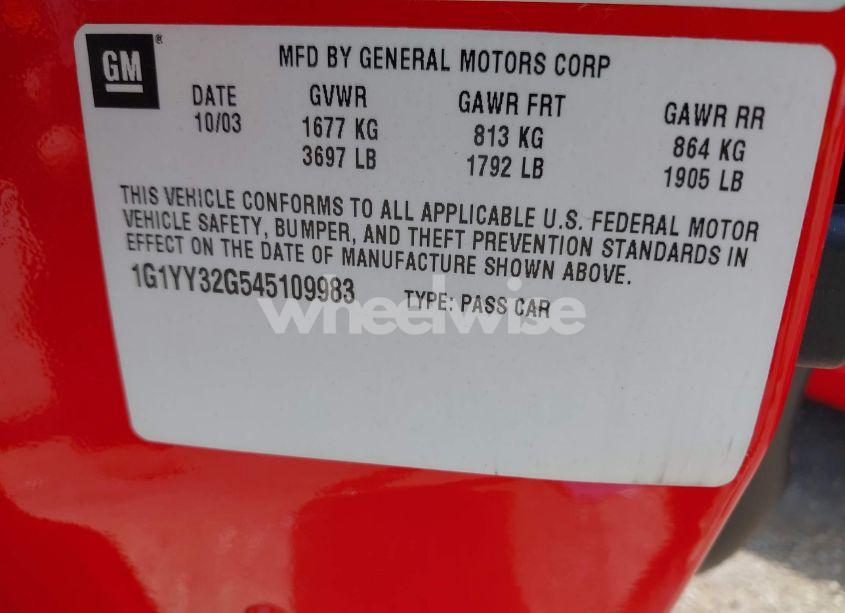 GM®
MFD BY GENERAL MOTORS CORP
DATE GVWR GAWR FRT GAWR RR
10/03 1677 KG 813 KG 864 KG
3697 LB 1792 LB 1905 LB
THIS VEHICLE CONFORMS TO ALL APPLICABLE U.S. FEDERAL MOTOR
VEHICLE SAFETY, BUMPER, AND THEFT PREVENTION STANDARDS IN
EFFECT ON THE DATE OF MANUFACTURE SHOWN ABOVE.
1G1YY32G545109983 TYPE: PASS CAR
wheelwise